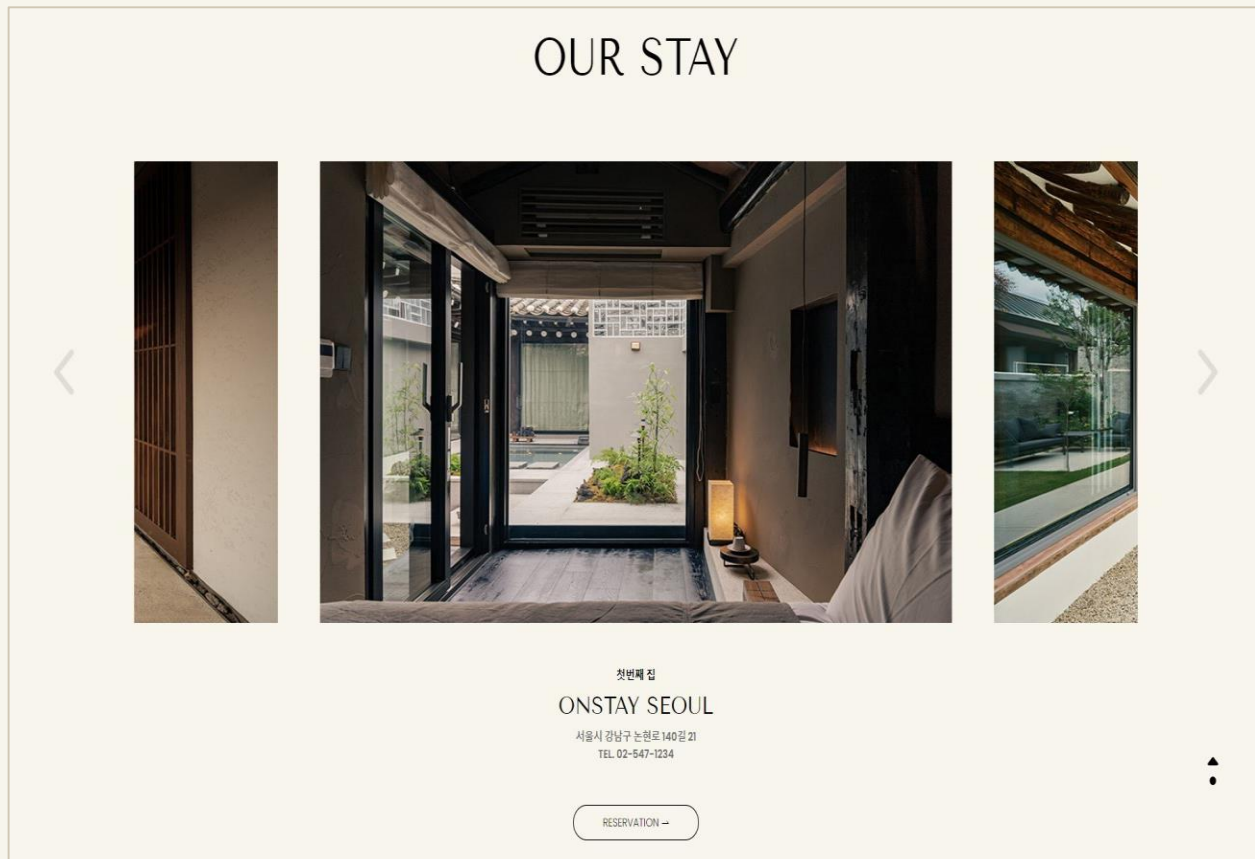 OUR STAY
첫번째 집
ONSTAY SEOUL
서울시 강남구 논현로 140길 21
TEL. 02-547-1234
RESERVATION →